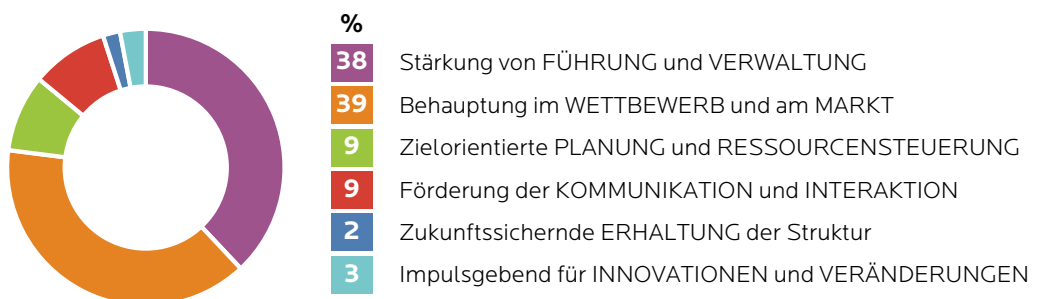 %
38 Stärkung von FÜHRUNG und VERWALTUNG
39 Behauptung im WETTBEWERB und am MARKT
9 Zielorientierte PLANUNG und RESSOURCENSTEUERUNG
9 Förderung der KOMMUNIKATION und INTERAKTION
2 Zukunftssichernde ERHALTUNG der Struktur
3 Impulsgebend für INNOVATIONEN und VERÄNDERUNGEN